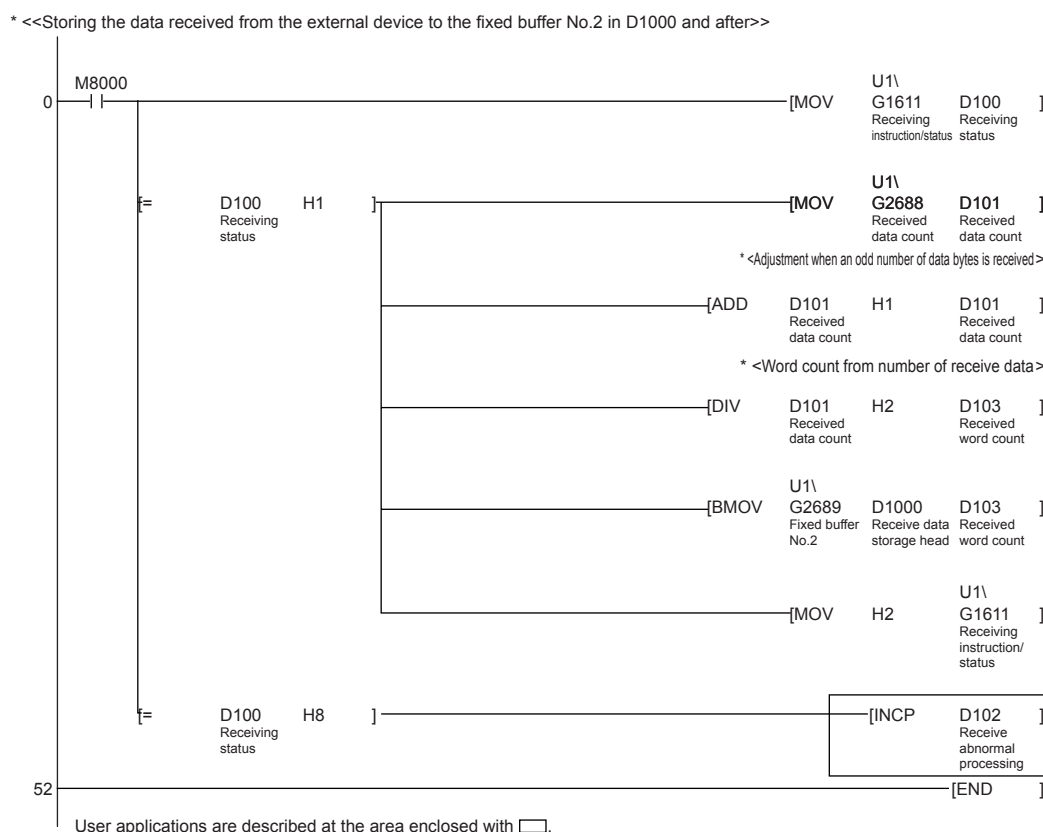 * <<Storing the data received from the external device to the fixed buffer No.2 in D1000 and after>>
M8000
U1\
0 [MOV G1611 D100 ]
Receiving Receiving
instruction/status status
U1\
[= D100 H1 ] [MOV G2688 D101 ]
Receiving Received Received
status data count data count
* <Adjustment when an odd number of data bytes is received>
[ADD D101 H1 D101 ]
Received Received
data count data count
* <Word count from number of receive data>
[DIV D101 H2 D103 ]
Received Received
data count word count
U1\
[BMOV G2689 D1000 D103 ]
Fixed buffer Receive data Received
No.2 storage head word count
U1\
[MOV H2 G1611 ]
Receiving
instruction/
status
[= D100 H8 ] [INCP D102 ]
Receiving Receive
status abnormal
processing
52 [END ]
User applications are described at the area enclosed with .